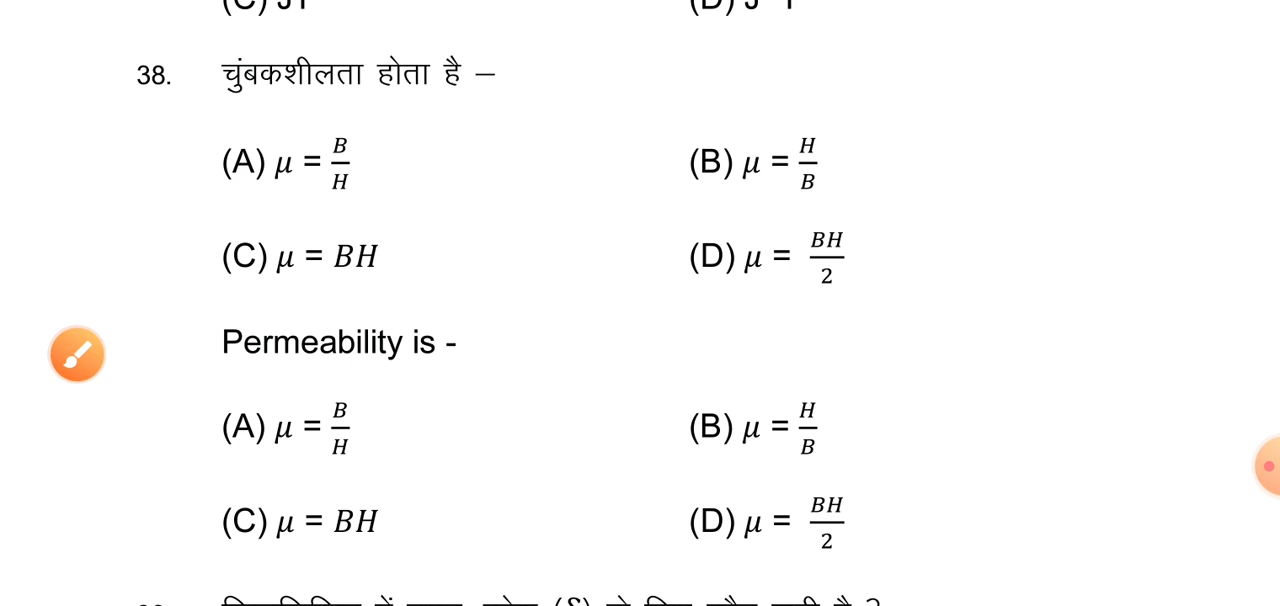 38. चुंबकशीलता होता है –
(A) μ = B/H (B) μ = H/B
(C) μ = BH (D) μ = BH/2
Permeability is -
(A) μ = B/H (B) μ = H/B
(C) μ = BH (D) μ = BH/2